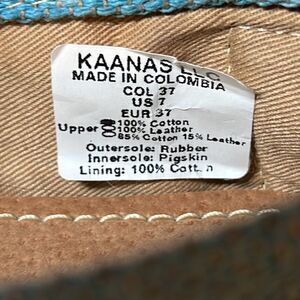 KAANAS LLC
MADE IN COLOMBIA
COL 37
US 7
EUR 37
100% Cotton
Upper 100% Leather
85% Cotton 15% Leather
Outersole: Rubber
Innersole: Pigskin
Lining: 100% Cotton